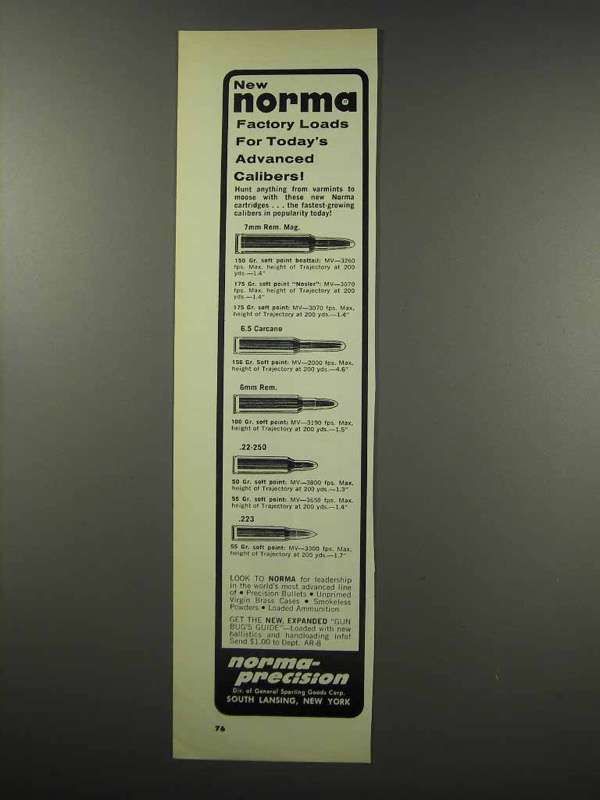 New
norma
Factory Loads
For Today's
Advanced
Calibers!
Hunt anything from varmints to
moose with these new Norma
cartridges . . . the fastest-growing
calibers in popularity today!
7mm Rem. Mag.
150 Gr. soft point boattail: MV—3260
fps. Max. height of Trajectory at 200
yds.—1.4"
175 Gr. soft point "Nosler": MV—3070
fps. Max. height of Trajectory at 200
yds.—1.4"
175 Gr. soft point: MV—3070 fps. Max.
height of Trajectory at 200 yds.—1.4"
6.5 Carcano
156 Gr. Soft point: MV—2000 fps. Max.
height of Trajectory at 200 yds.—4.6"
6mm Rem.
100 Gr. soft point: MV—3190 fps. Max.
height of Trajectory at 200 yds.—1.5"
.22-250
50 Gr. soft point: MV—3800 fps. Max.
height of Trajectory at 200 yds.—1.3"
55 Gr. soft point: MV—3650 fps. Max.
height of Trajectory at 200 yds.—1.4"
.223
55 Gr. soft point: MV—3300 fps. Max.
height of Trajectory at 200 yds.—1.7"
LOOK TO NORMA for leadership
in the world's most advanced line
of • Precision Bullets • Unprimed
Virgin Brass Cases • Smokeless
Powders • Loaded Ammunition
GET THE NEW, EXPANDED "GUN
BUG'S GUIDE"—Loaded with new
ballistics and handloading info!
Send $1.00 to Dept. AR-8
norma-
precision
Div. of General Sporting Goods Corp.
SOUTH LANSING, NEW YORK
76